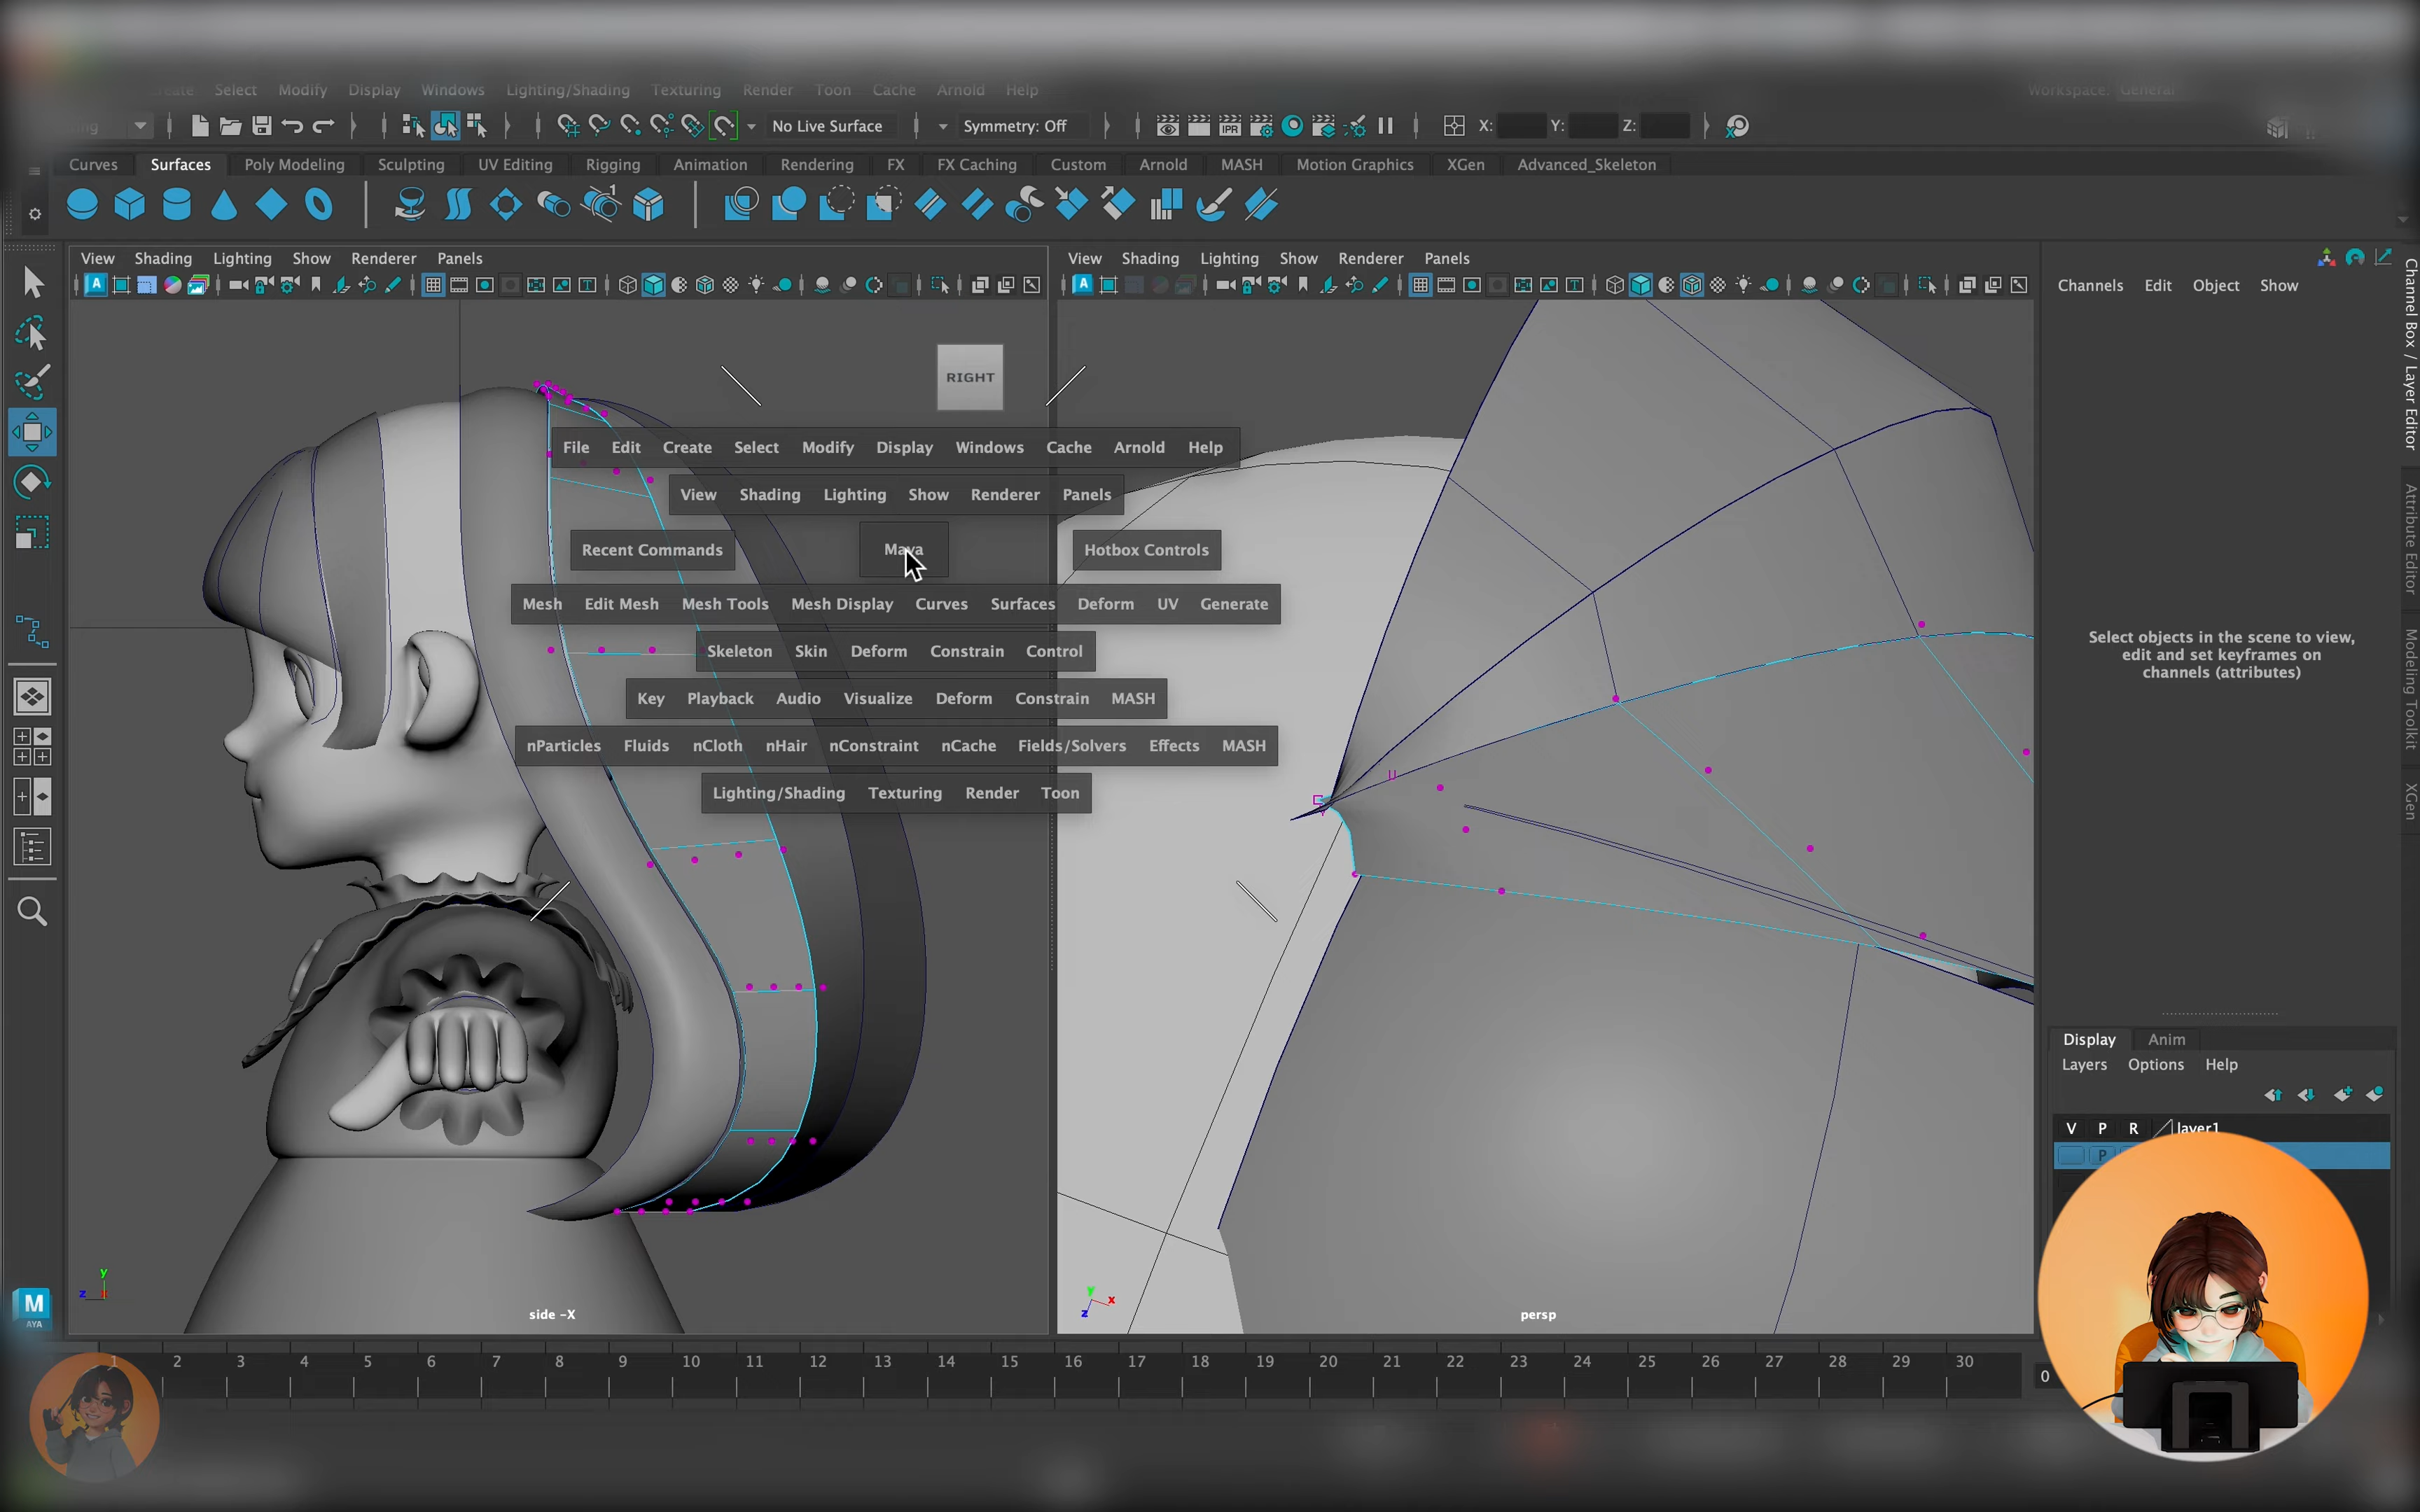 Select Modify Display Windows Lighting/Shading Texturing Render Toon Cache Arnold Help
Workspace: General
No Live Surface Symmetry: Off IPR X: Y: Z:
Curves Surfaces Poly Modeling Sculpting UV Editing Rigging Animation Rendering FX FX Caching Custom Arnold MASH Motion Graphics XGen Advanced_Skeleton
View Shading Lighting Show Renderer Panels
View Shading Lighting Show Renderer Panels
Channels Edit Object Show
Channel Box / Layer Editor
Attribute Editor
Modeling Toolkit
XGen
RIGHT
File Edit Create Select Modify Display Windows Cache Arnold Help
View Shading Lighting Show Renderer Panels
Recent Commands Maya Hotbox Controls
Mesh Edit Mesh Mesh Tools Mesh Display Curves Surfaces Deform UV Generate
Skeleton Skin Deform Constrain Control
Key Playback Audio Visualize Deform Constrain MASH
nParticles Fluids nCloth nHair nConstraint nCache Fields/Solvers Effects MASH
Lighting/Shading Texturing Render Toon
U
Select objects in the scene to view,
edit and set keyframes on
channels (attributes)
Display Anim
Layers Options Help
V P R layer1
P
y
z x
side -X
y
x
z
persp
M
AYA
1 2 3 4 5 6 7 8 9 10 11 12 13 14 15 16 17 18 19 20 21 22 23 24 25 26 27 28 29 30
0